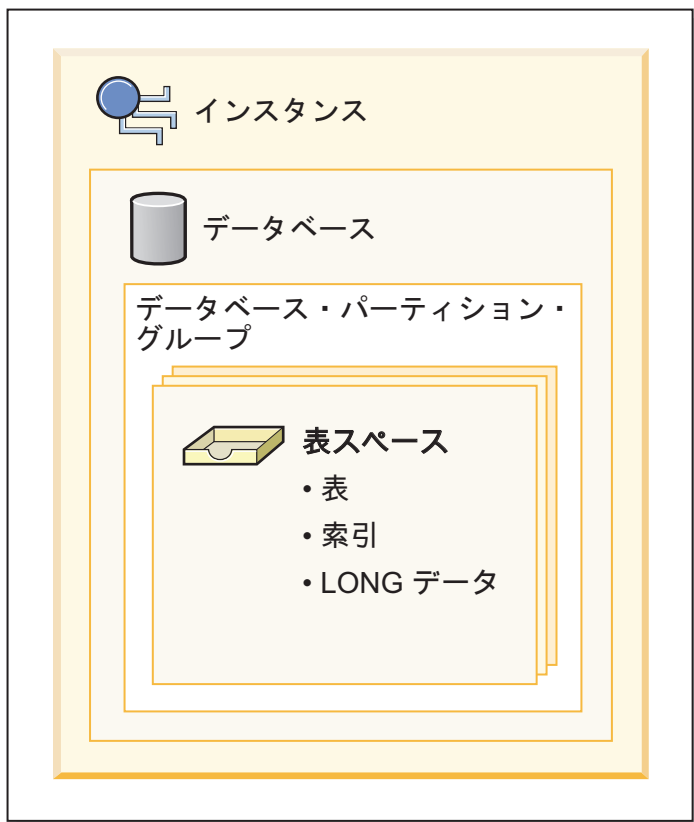 インスタンス
データベース
データベース・パーティション・
グループ
表スペース
• 表
• 索引
• LONG データ